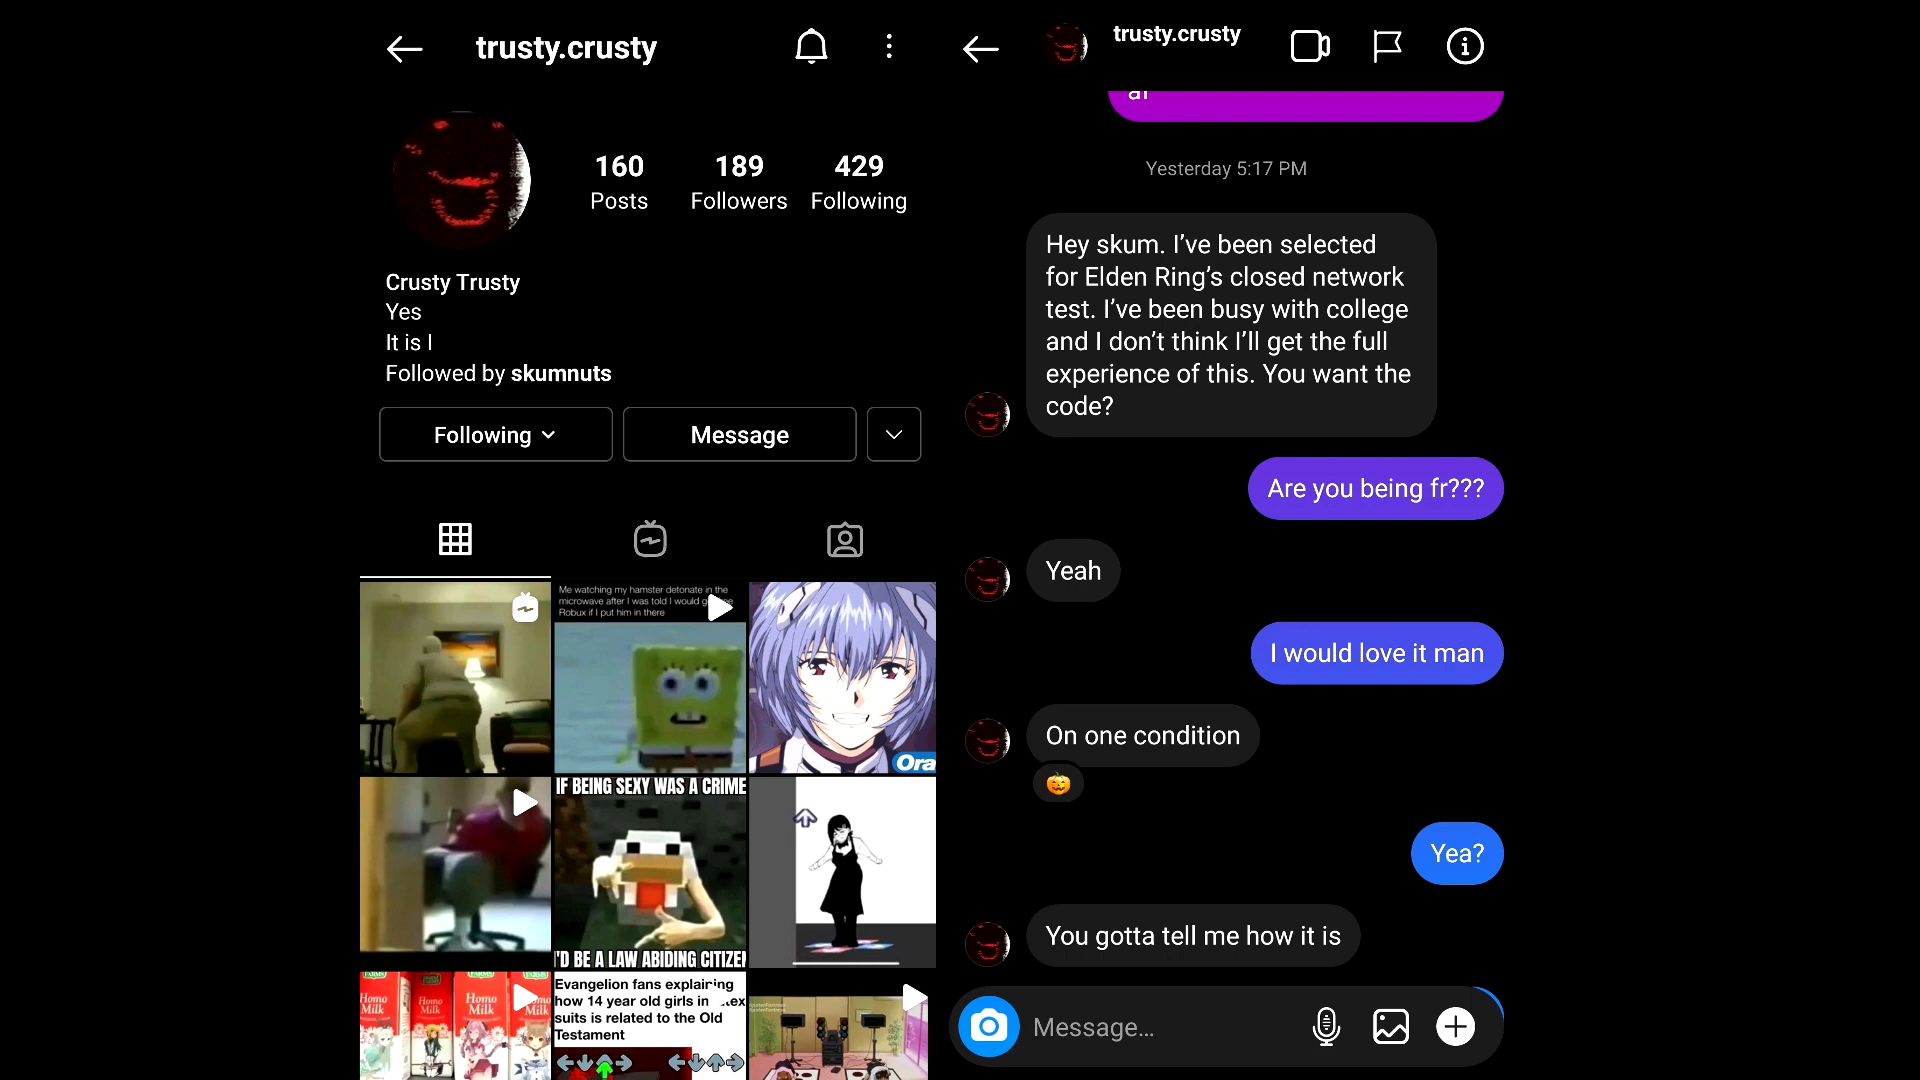 trusty.crusty
160
Posts
189
Followers
429
Following
Crusty Trusty
Yes
It is I
Followed by skumnuts
Following
Message
Me watching my hamster detonate in the
microwave after I was told I would
Robux if I put him in there
Ora
IF BEING SEXY WAS A CRIME
I'D BE A LAW ABIDING CITIZEN
Homo
Milk
Homo
Milk
Homo
Milk
Homo
Milk
Evangelion fans explaining
how 14 year old girls in
suits is related to the Old
Testament
trusty.crusty
Yesterday 5:17 PM
Hey skum. I've been selected
for Elden Ring's closed network
test. I've been busy with college
and I don't think I'll get the full
experience of this. You want the
code?
Are you being fr???
Yeah
I would love it man
On one condition
Yea?
You gotta tell me how it is
Message...